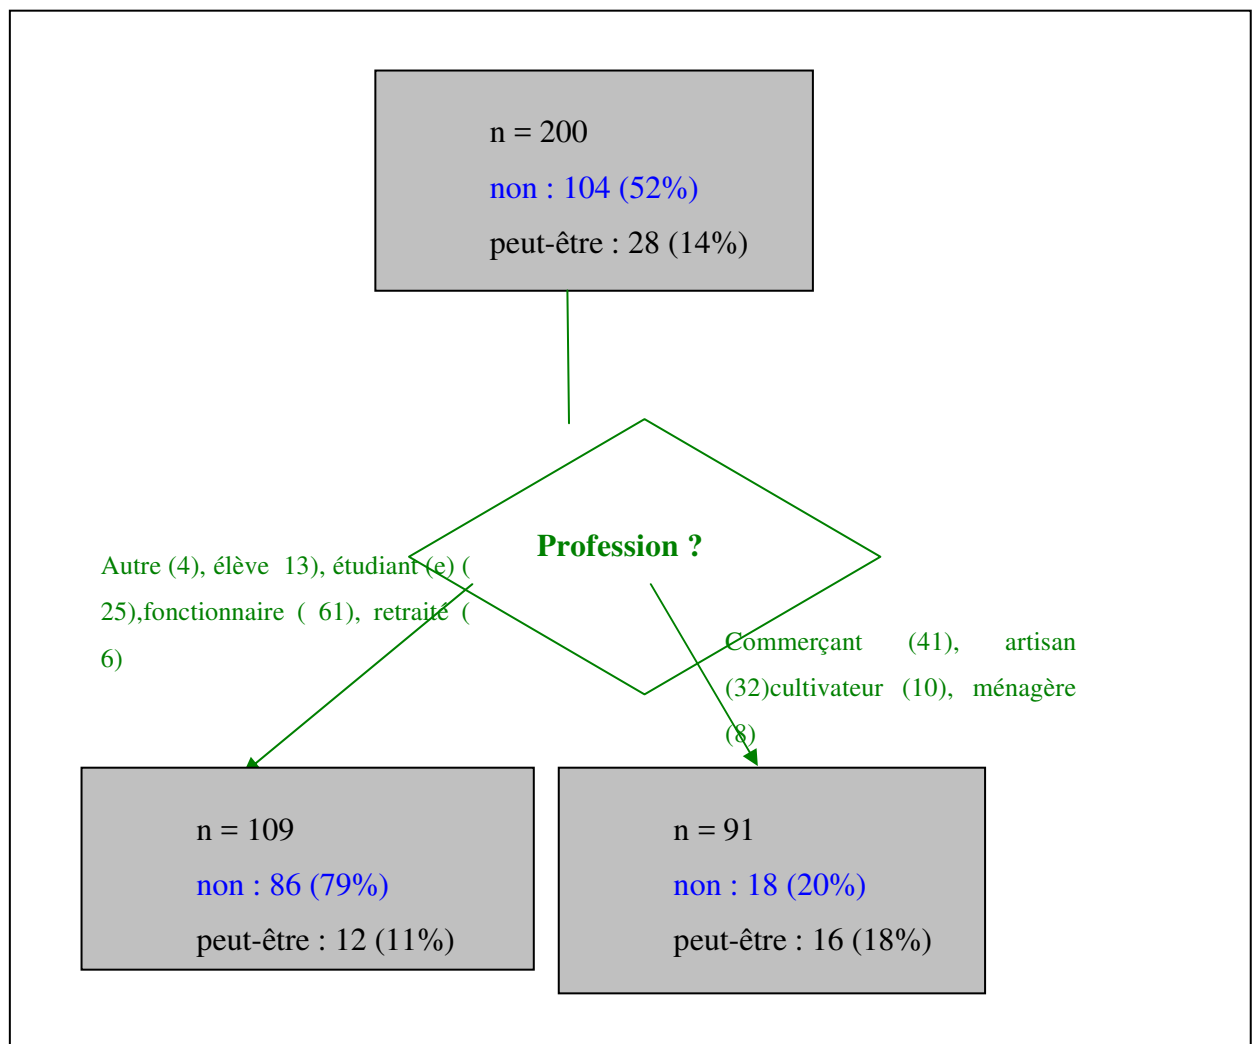 n = 200
non : 104 (52%)
peut-être : 28 (14%)
Profession ?
Autre (4), élève 13), étudiant (e) (
25),fonctionnaire ( 61), retraité (
6)
Commerçant (41), artisan
(32)cultivateur (10), ménagère
(8)
n = 109
non : 86 (79%)
peut-être : 12 (11%)
n = 91
non : 18 (20%)
peut-être : 16 (18%)